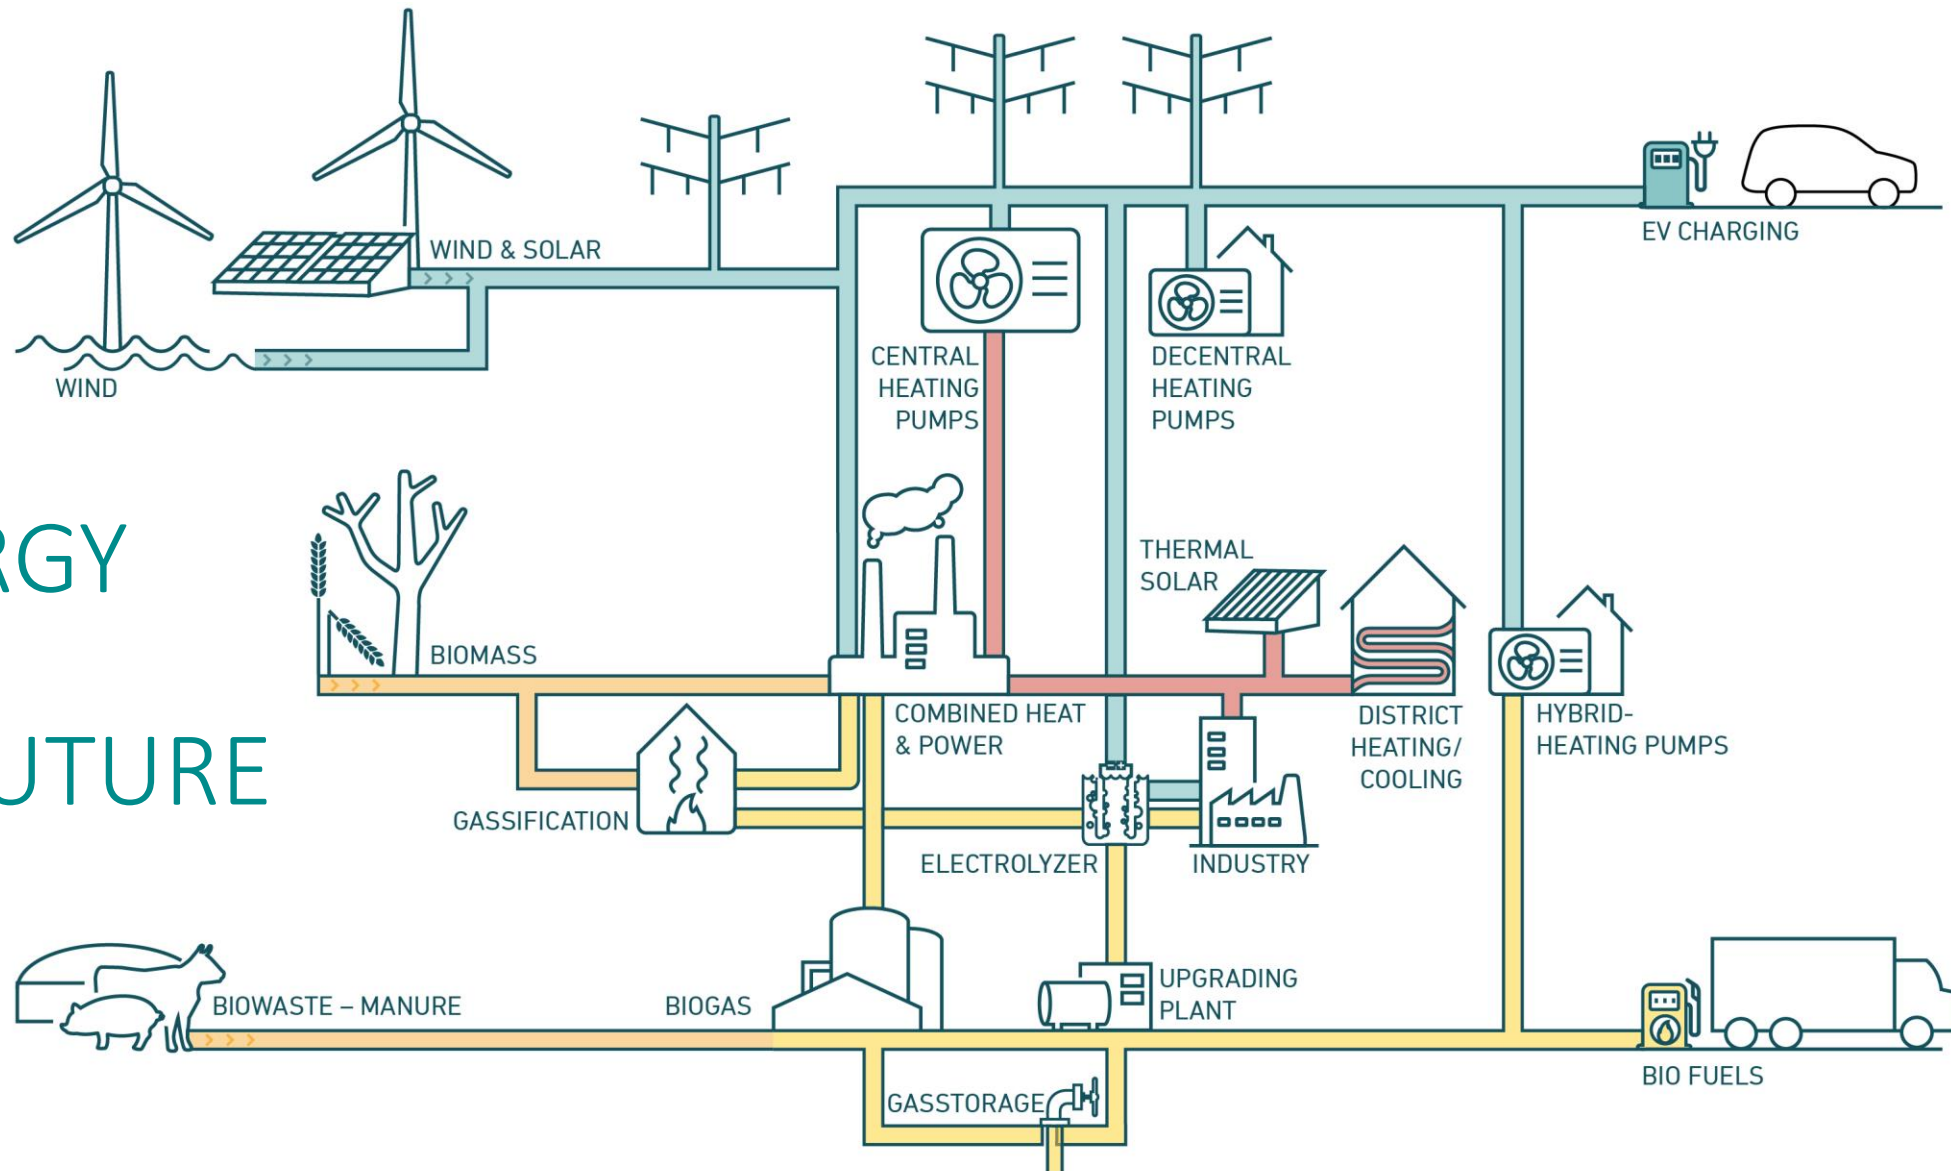 WIND & SOLAR
EV CHARGING
WIND
CENTRAL
HEATING
PUMPS
DECENTRAL
HEATING
PUMPS
RGY
THERMAL
SOLAR
BIOMASS
COMBINED HEAT
& POWER
DISTRICT
HEATING/
COOLING
HYBRID-
HEATING PUMPS
UTURE
GASSIFICATION
ELECTROLYZER
INDUSTRY
BIOWASTE – MANURE
BIOGAS
UPGRADING
PLANT
BIO FUELS
GASSTORAGE